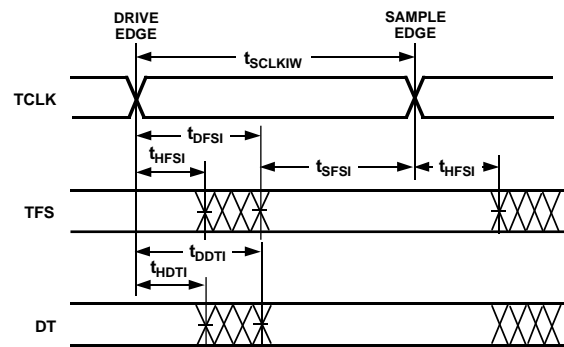 DRIVE
EDGE
SAMPLE
EDGE
tSCLKIW
TCLK
tDFSI
tHFSI
tSFSI
tHFSI
TFS
tDDTI
tHDTI
DT